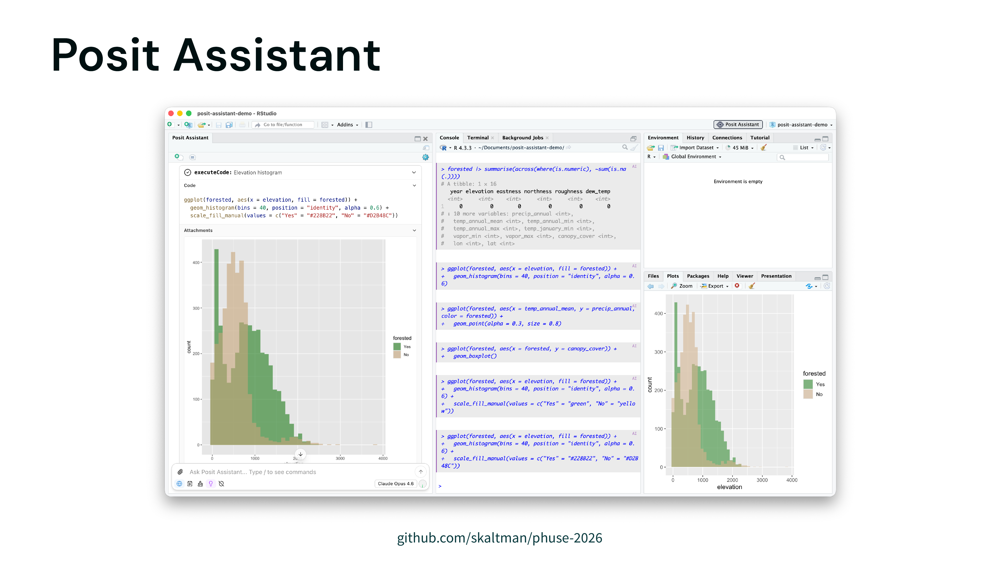 Posit Assistant
posit-assistant-demo - RStudio
Go to file/function
Addins
Posit Assistant
posit-assistant-demo
Posit Assistant
executeCode: Elevation histogram
Code
ggplot(forested, aes(x = elevation, fill = forested)) +
geom_histogram(bins = 40, position = "identity", alpha = 0.6) +
scale_fill_manual(values = c("Yes" = "#228B22", "No" = "#D2B48C"))
Attachments
400
300
200
100
0
count
0
1000
3000
4000
forested
Yes
No
Ask Posit Assistant... Type / to see commands
Claude Opus 4.6
Console
Terminal
Background Jobs
R 4.3.3 · ~/Documents/posit-assistant-demo/
AI
> forested |> summarise(across(where(is.numeric), ~sum(is.na
(.))))
# A tibble: 1 × 16
year elevation eastness northness roughness dew_temp
<int> <int> <int> <int> <int> <int>
1 0 0 0 0 0 0
# ℹ 10 more variables: precip_annual <int>,
# temp_annual_mean <int>, temp_annual_min <int>,
# temp_annual_max <int>, temp_january_min <int>,
# vapor_min <int>, vapor_max <int>, canopy_cover <int>,
# lon <int>, lat <int>
AI
> ggplot(forested, aes(x = elevation, fill = forested)) +
+ geom_histogram(bins = 40, position = "identity", alpha = 0.
6)
AI
> ggplot(forested, aes(x = temp_annual_mean, y = precip_annual,
color = forested)) +
+ geom_point(alpha = 0.3, size = 0.8)
AI
> ggplot(forested, aes(x = forested, y = canopy_cover)) +
+ geom_boxplot()
AI
> ggplot(forested, aes(x = elevation, fill = forested)) +
+ geom_histogram(bins = 40, position = "identity", alpha = 0.
6) +
+ scale_fill_manual(values = c("Yes" = "green", "No" = "yello
w"))
AI
> ggplot(forested, aes(x = elevation, fill = forested)) +
+ geom_histogram(bins = 40, position = "identity", alpha = 0.
6) +
+ scale_fill_manual(values = c("Yes" = "#228B22", "No" = "#D2B
48C"))
>
Environment
History
Connections
Tutorial
Import Dataset
45 MiB
List
R
Global Environment
Environment is empty
Files
Plots
Packages
Help
Viewer
Presentation
Zoom
Export
400
300
200
100
0
count
0
1000
2000
3000
4000
elevation
forested
Yes
No
github.com/skaltman/phuse-2026